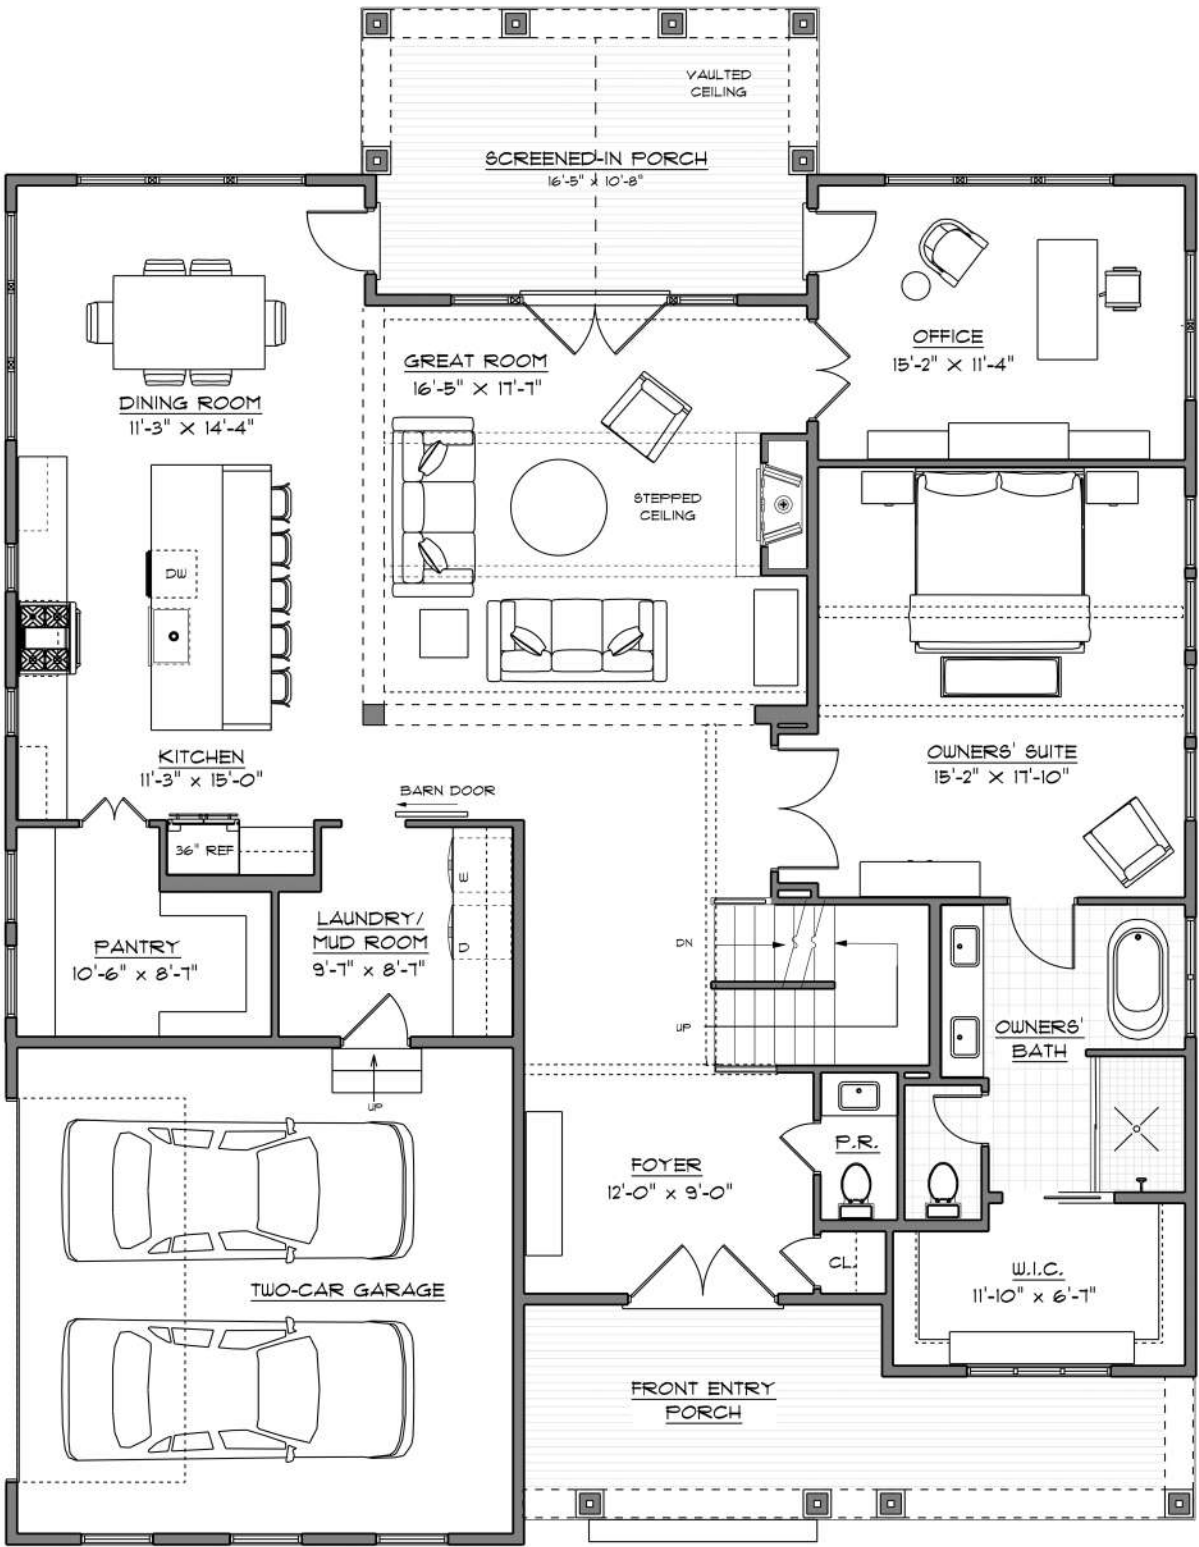 VAULTED
CEILING
SCREENED-IN PORCH
16'-5" x 10'-8"
OFFICE
15'-2" X 11'-4"
GREAT ROOM
16'-5" X 17'-7"
DINING ROOM
11'-3" X 14'-4"
STEPPED
CEILING
DW
KITCHEN
11'-3" x 15'-0"
OWNERS' SUITE
15'-2" X 17'-10"
BARN DOOR
36" REF
W
D
LAUNDRY/
MUD ROOM
9'-7" x 8'-7"
PANTRY
10'-6" x 8'-7"
DN
UP
OWNERS'
BATH
UP
P.R.
FOYER
12'-0" x 9'-0"
CL.
W.I.C.
11'-10" x 6'-7"
TWO-CAR GARAGE
FRONT ENTRY
PORCH